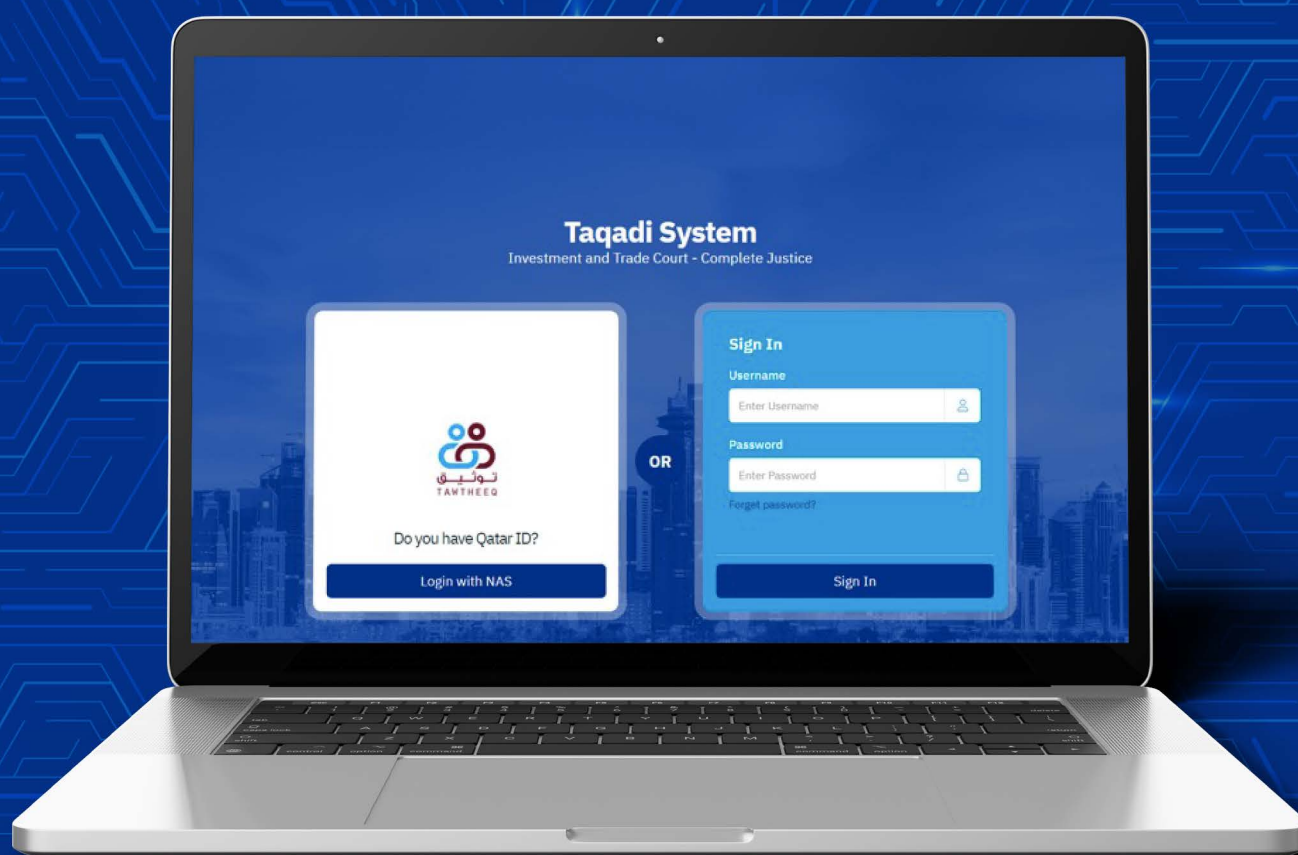 Taqadi System
Investment and Trade Court - Complete Justice
توثيق
TAWTHEEQ
Do you have Qatar ID?
Login with NAS
OR
Sign In
Username
Enter Username
Password
Enter Password
Forget password?
Sign In